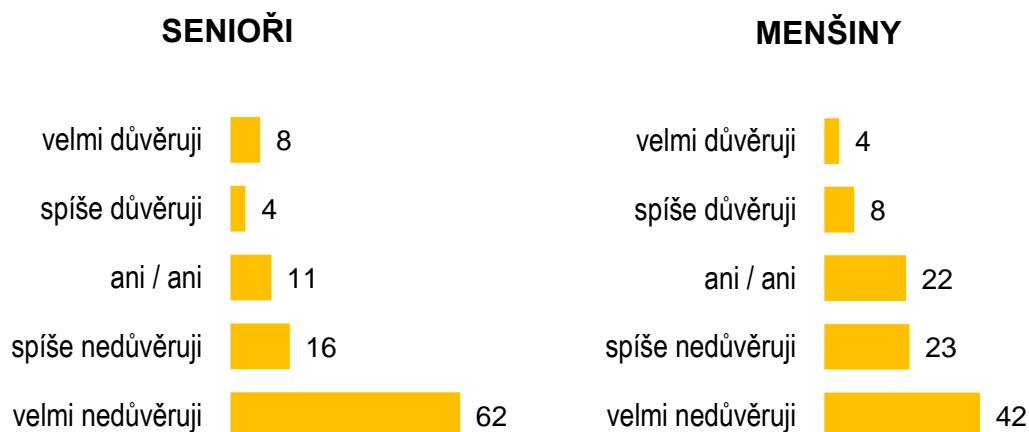 SENIOŘI
velmi důvěruji 8
spíše důvěruji 4
ani / ani 11
spíše nedůvěruji 16
velmi nedůvěruji 62
MENŠINY
velmi důvěruji 4
spíše důvěruji 8
ani / ani 22
spíše nedůvěruji 23
velmi nedůvěruji 42